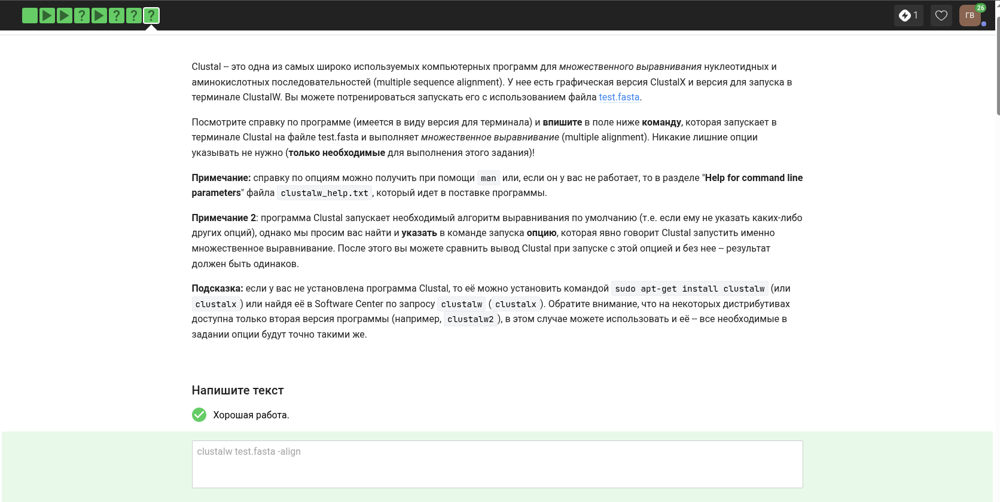 ? ? ? ?
1
ГВ
26
Clustal -- это одна из самых широко используемых компьютерных программ для множественного выравнивания нуклеотидных и
аминокислотных последовательностей (multiple sequence alignment). У нее есть графическая версия ClustalX и версия для запуска в
терминале ClustalW. Вы можете потренироваться запускать его с использованием файла test.fasta.
Посмотрите справку по программе (имеется в виду версия для терминала) и впишите в поле ниже команду, которая запускает в
терминале Clustal на файле test.fasta и выполняет множественное выравнивание (multiple alignment). Никакие лишние опции
указывать не нужно (только необходимые для выполнения этого задания)!
Примечание: справку по опциям можно получить при помощи man или, если он у вас не работает, то в разделе "Help for command line
parameters" файла clustalw_help.txt, который идет в поставке программы.
Примечание 2: программа Clustal запускает необходимый алгоритм выравнивания по умолчанию (т.е. если ему не указать каких-либо
других опций), однако мы просим вас найти и указать в команде запуска опцию, которая явно говорит Clustal запустить именно
множественное выравнивание. После этого вы можете сравнить вывод Clustal при запуске с этой опцией и без нее -- результат
должен быть одинаков.
Подсказка: если у вас не установлена программа Clustal, то её можно установить командой sudo apt-get install clustalw (или
clustalx) или найдя её в Software Center по запросу clustalw (clustalx). Обратите внимание, что на некоторых дистрибутивах
доступна только вторая версия программы (например, clustalw2), в этом случае можете использовать и её -- все необходимые в
задании опции будут точно такими же.
Напишите текст
Хорошая работа.
clustalw test.fasta -align